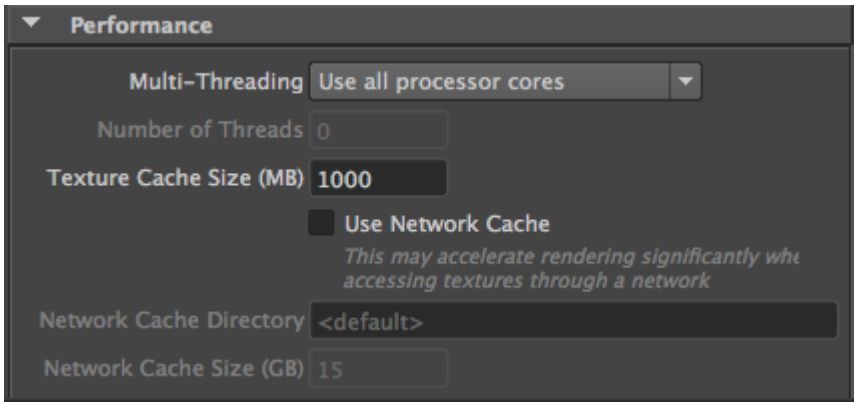 Performance
Multi-Threading Use all processor cores
Number of Threads 0
Texture Cache Size (MB) 1000
Use Network Cache
This may accelerate rendering significantly whe
accessing textures through a network
Network Cache Directory <default>
Network Cache Size (GB) 15